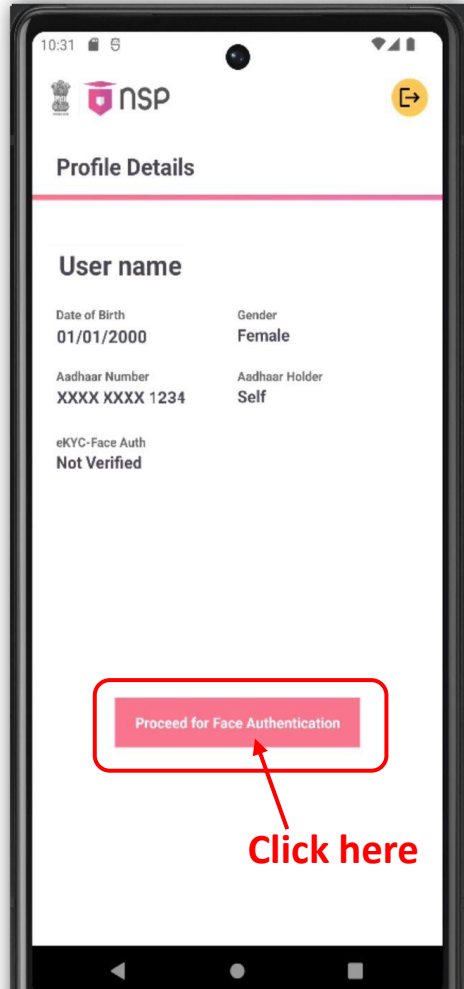 10:31
nsp
Profile Details
User name
Date of Birth Gender
01/01/2000 Female
Aadhaar Number Aadhaar Holder
XXXX XXXX 1234 Self
eKYC-Face Auth
Not Verified
Proceed for Face Authentication
Click here